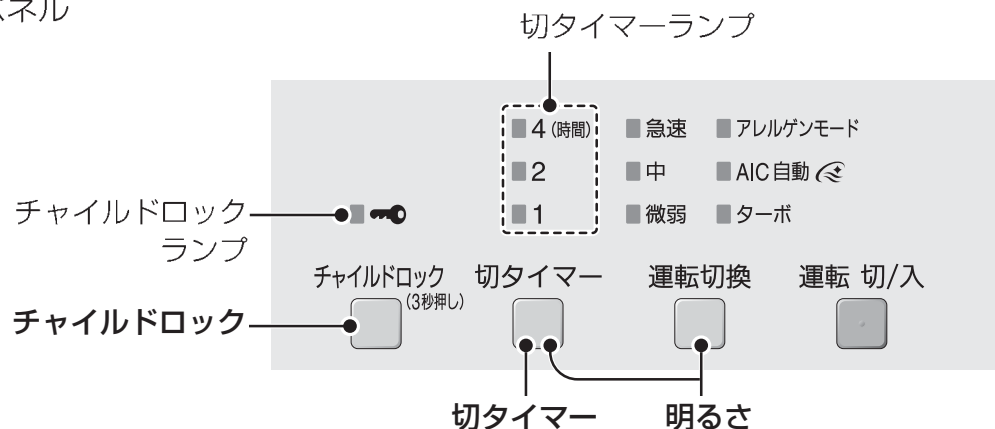 ネル
切タイマーランプ
4(時間) 急速 アレルゲンモード
2 中 AIC自動
チャイルドロック
ランプ
1 微弱 ターボ
チャイルドロック
(3秒押し)
切タイマー 運転切換 運転 切/入
チャイルドロック
切タイマー 明るさ